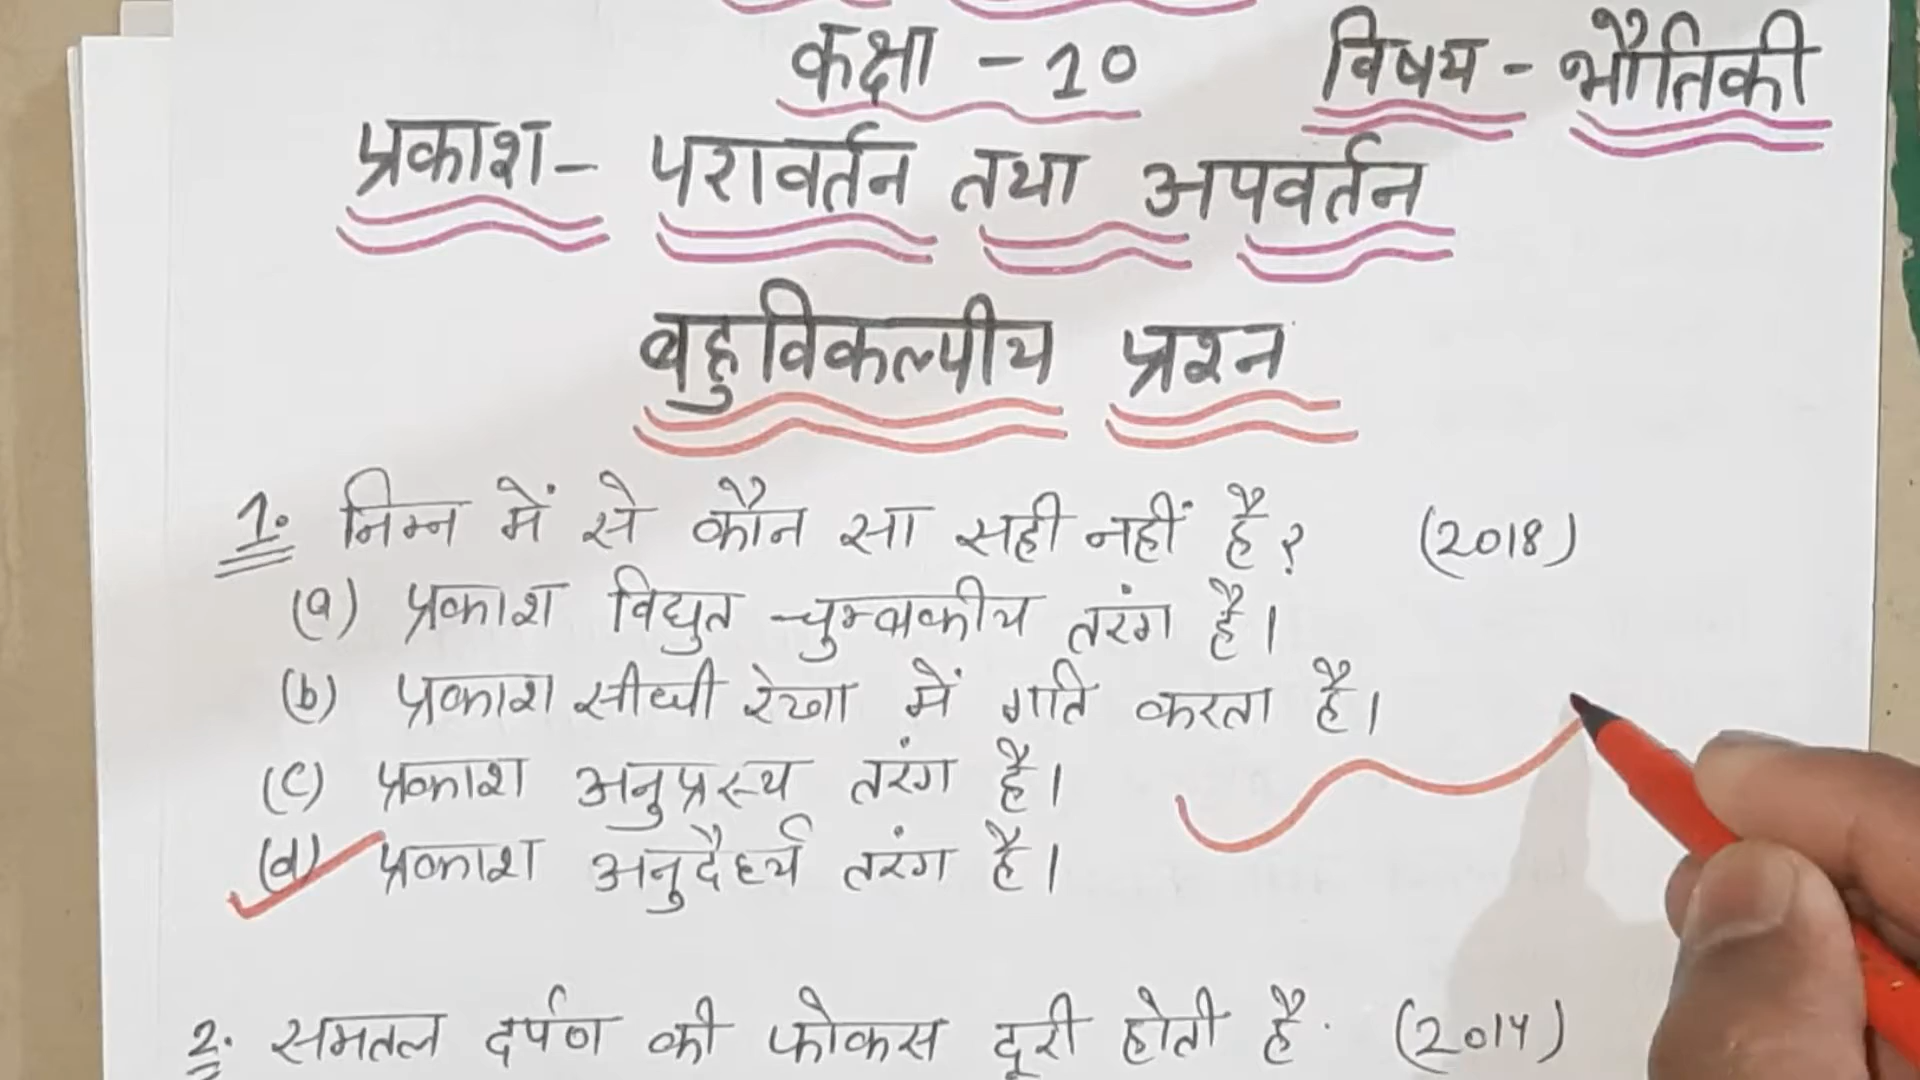 कक्षा - 10 विषय - भौतिकी
प्रकाश - परावर्तन तथा अपवर्तन
बहुविकल्पीय प्रश्न
1. निम्न में से कौन सा सही नहीं है? (2018)
(a) प्रकाश विद्युत चुम्बकीय तरंग है।
(b) प्रकाश सीधी रेखा में गति करता है।
(c) प्रकाश अनुप्रस्थ तरंग है।
(d) प्रकाश अनुदैर्ध्य तरंग है।
2. समतल दर्पण की फोकस दूरी होती है. (2014)